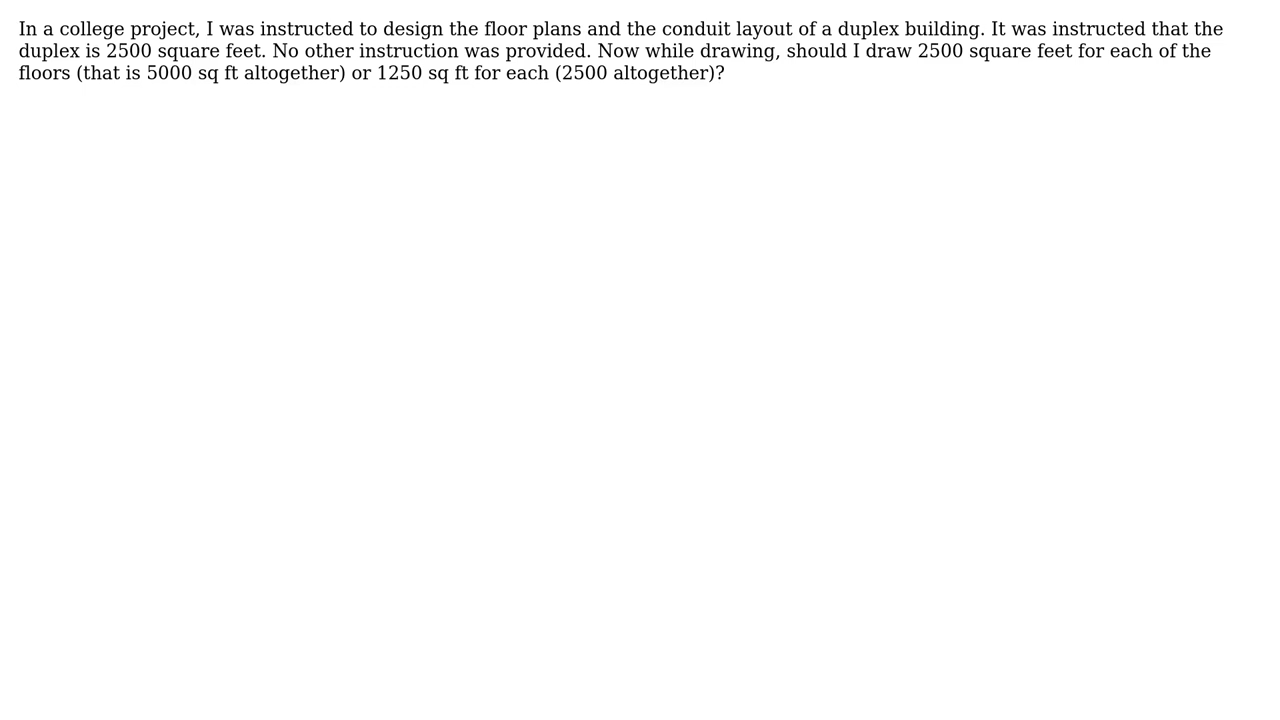 In a college project, I was instructed to design the floor plans and the conduit layout of a duplex building. It was instructed that the
duplex is 2500 square feet. No other instruction was provided. Now while drawing, should I draw 2500 square feet for each of the
floors (that is 5000 sq ft altogether) or 1250 sq ft for each (2500 altogether)?